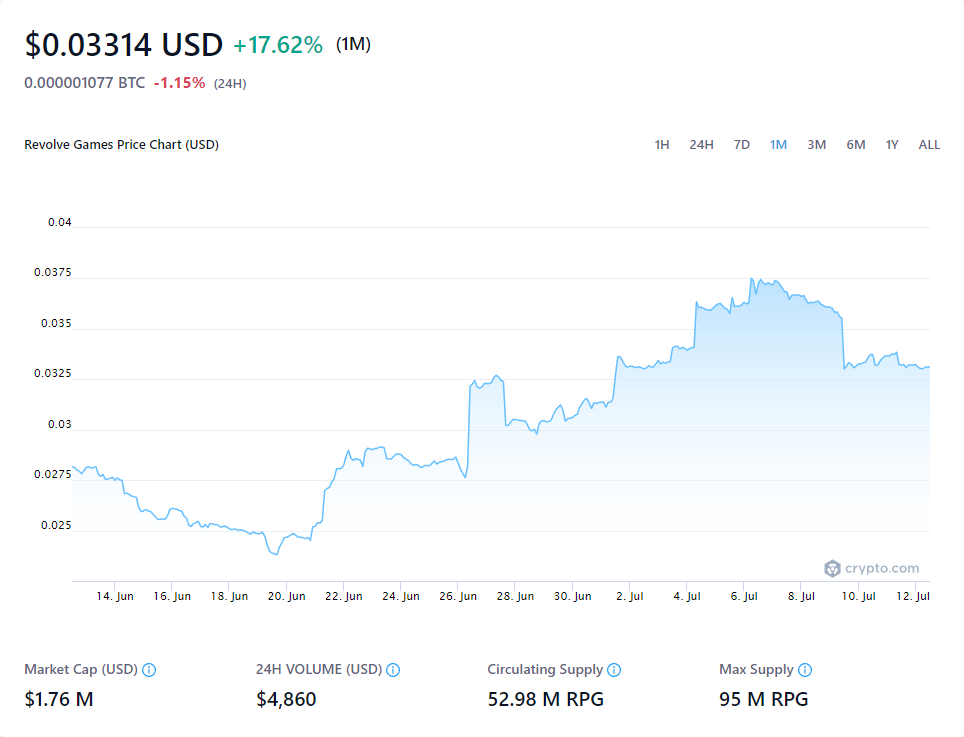 $0.03314 USD +17.62% (1M)
0.000001077 BTC -1.15% (24H)
Revolve Games Price Chart (USD) 1H 24H 7D 1M 3M 6M 1Y ALL
0.04
0.0375
0.035
0.0325
0.03
0.0275
0.025
crypto.com
14. Jun 16. Jun 18. Jun 20. Jun 22. Jun 24. Jun 26. Jun 28. Jun 30. Jun 2. Jul 4. Jul 6. Jul 8. Jul 10. Jul 12. Jul
Market Cap (USD) 24H VOLUME (USD) Circulating Supply Max Supply
$1.76 M $4,860 52.98 M RPG 95 M RPG